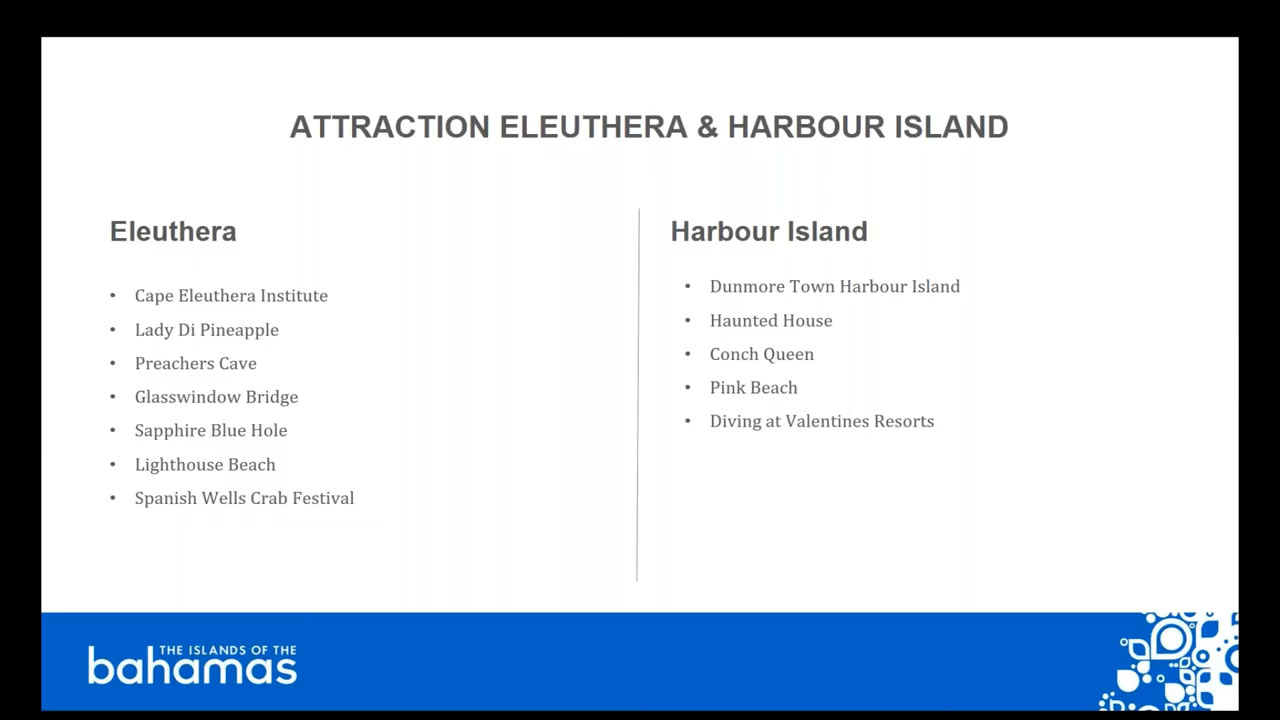 ATTRACTION ELEUTHERA & HARBOUR ISLAND
Eleuthera
• Cape Eleuthera Institute
• Lady Di Pineapple
• Preachers Cave
• Glasswindow Bridge
• Sapphire Blue Hole
• Lighthouse Beach
• Spanish Wells Crab Festival
Harbour Island
• Dunmore Town Harbour Island
• Haunted House
• Conch Queen
• Pink Beach
• Diving at Valentines Resorts
THE ISLANDS OF THE
bahamas